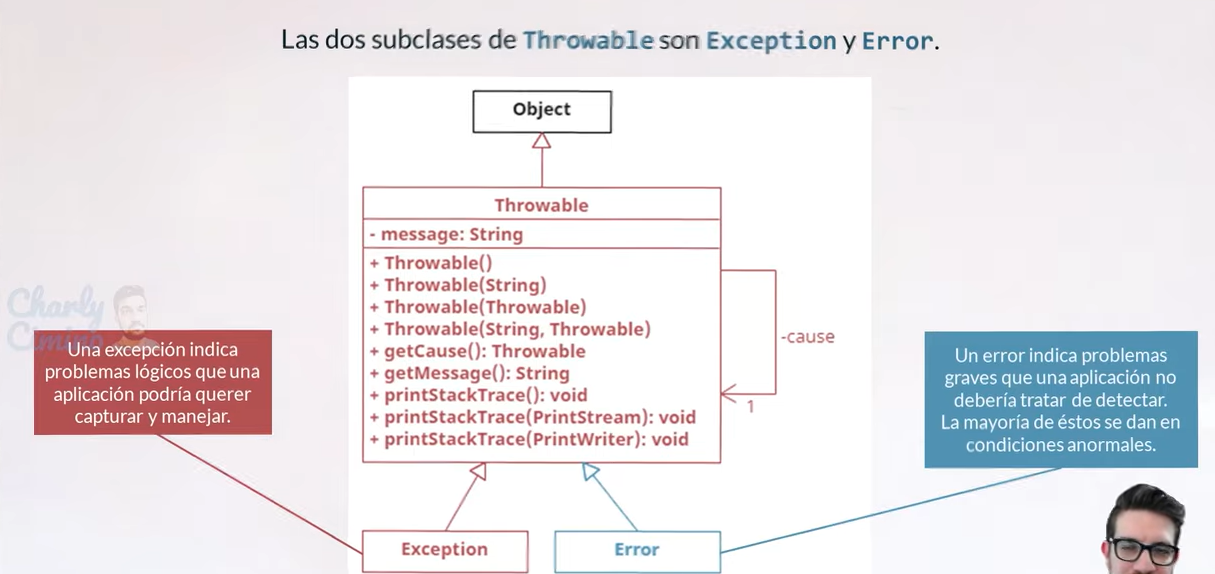 Las dos subclases de Throwable son Exception y Error.
Object
Throwable
- message: String
+ Throwable()
+ Throwable(String)
+ Throwable(Throwable)
+ Throwable(String, Throwable)
+ getCause(): Throwable
+ getMessage(): String
+ printStackTrace(): void
+ printStackTrace(PrintStream): void
+ printStackTrace(PrintWriter): void
-cause
1
Charly
Cimino
Una excepción indica
problemas lógicos que una
aplicación podría querer
capturar y manejar.
Un error indica problemas
graves que una aplicación no
debería tratar de detectar.
La mayoría de éstos se dan en
condiciones anormales.
Exception
Error